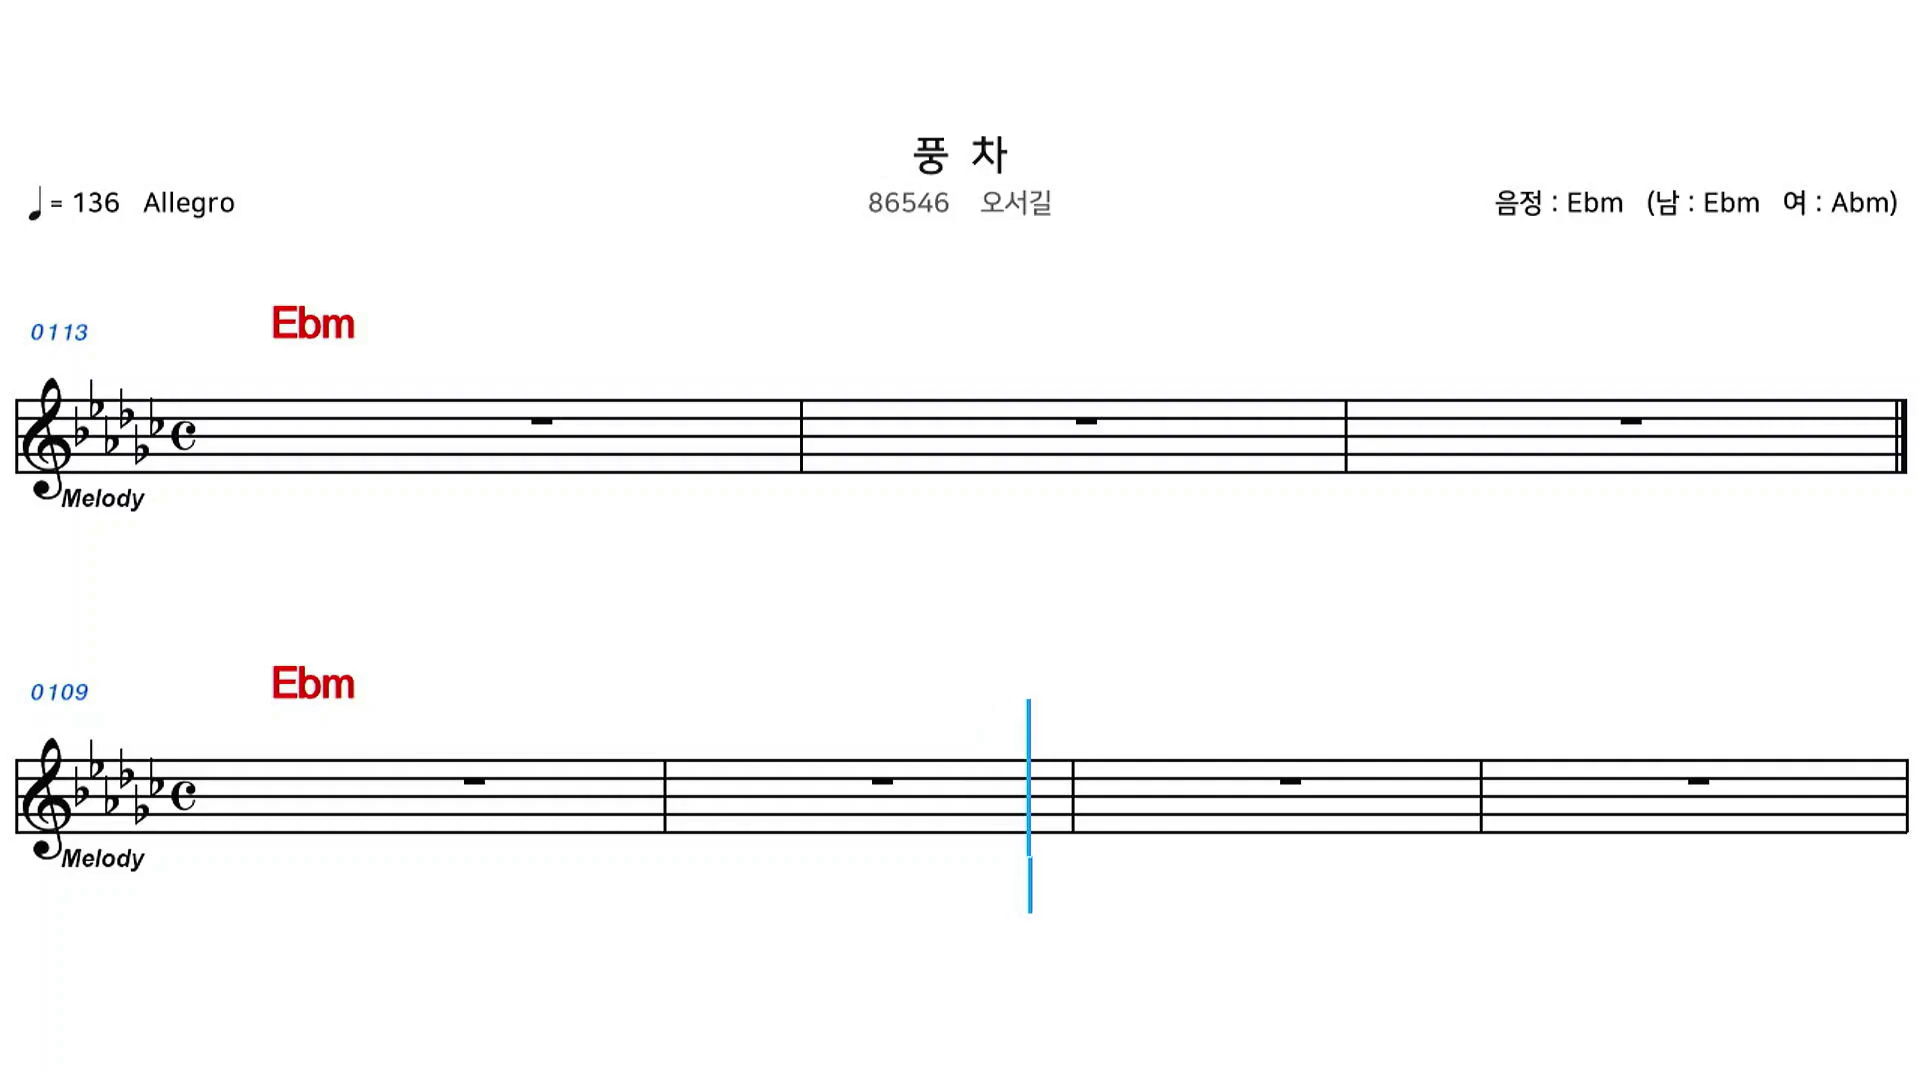 풍 차
♩ = 136 Allegro
86546 오서길
음정 : Ebm (남 : Ebm 여 : Abm)
0113
Ebm
Melody
0109
Ebm
Melody